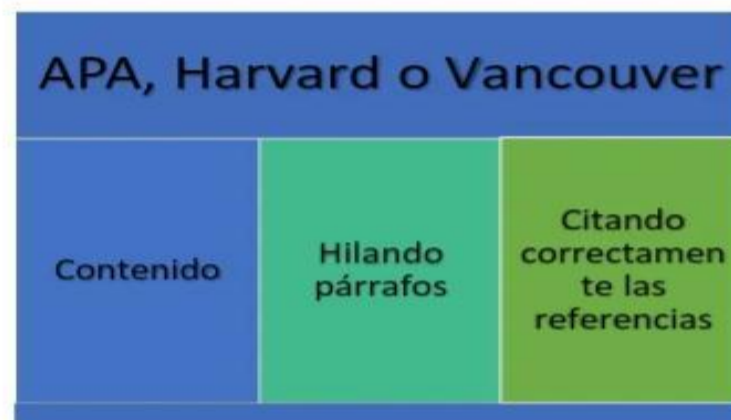 APA, Harvard o Vancouver
Contenido
Hilando
párrafos
Citando
correctamen
te las
referencias